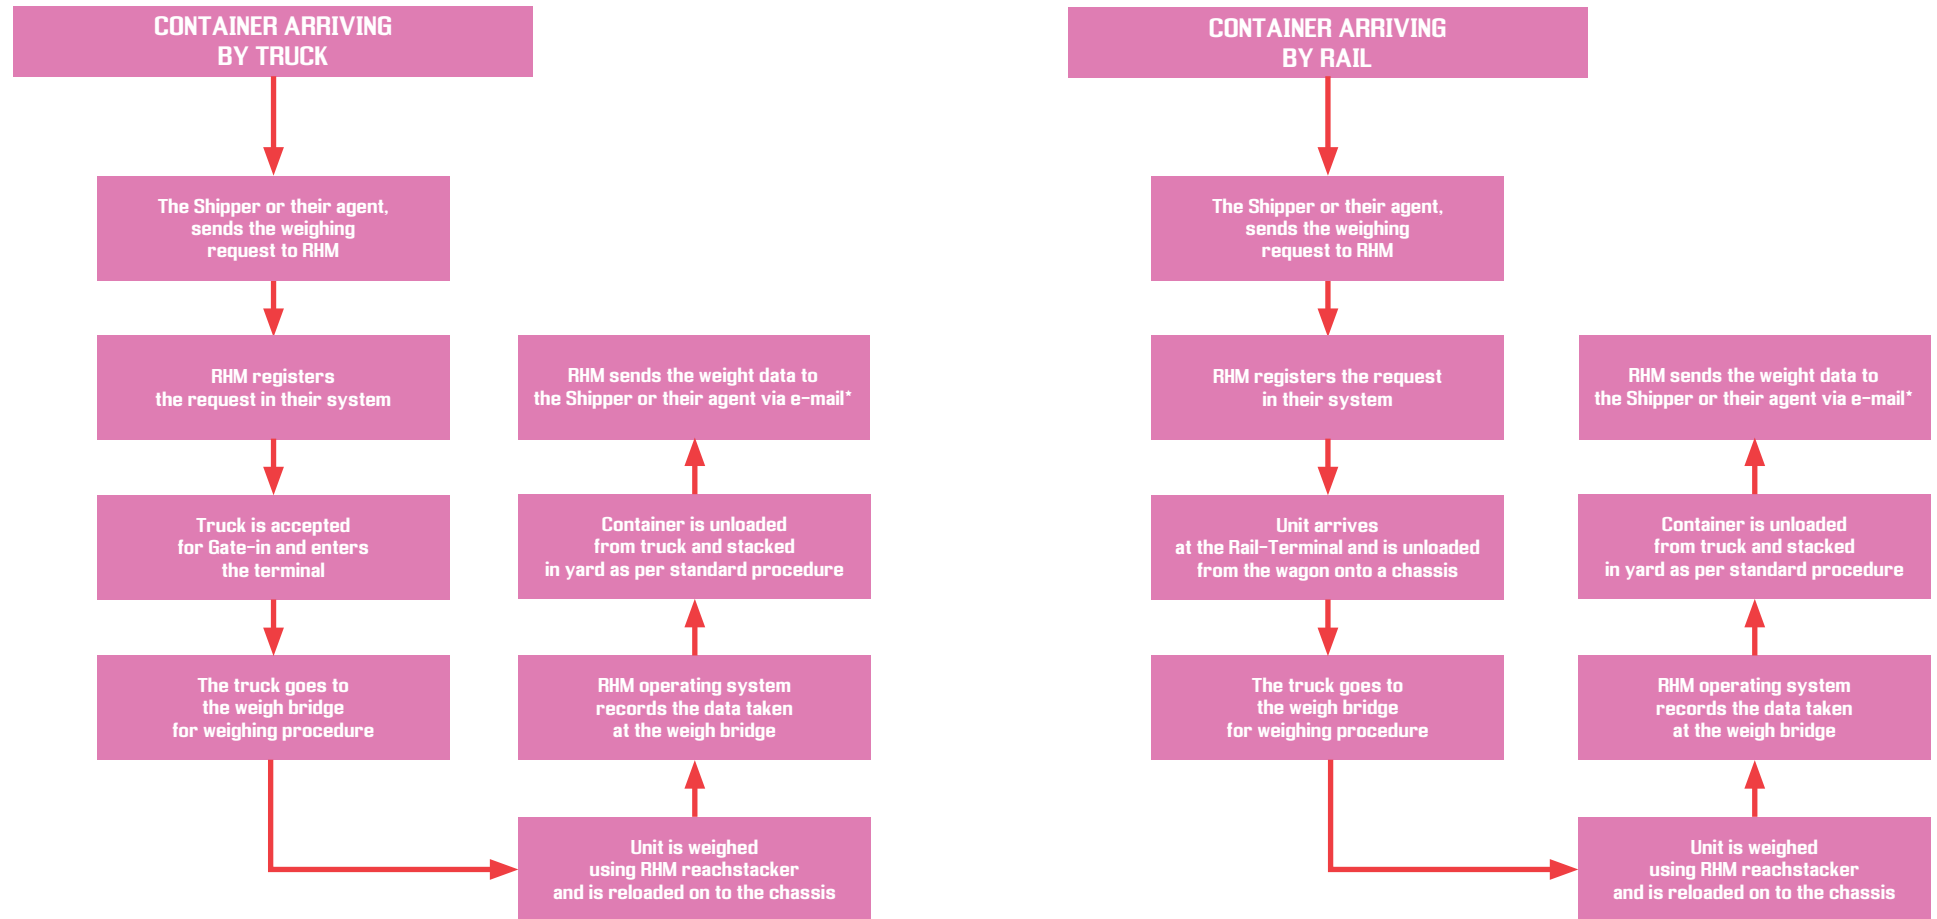 CONTAINER ARRIVING
BY TRUCK
The Shipper or their agent,
sends the weighing
request to RHM
RHM registers
the request in their system
Truck is accepted
for Gate-in and enters
the terminal
The truck goes to
the weigh bridge
for weighing procedure
Unit is weighed
using RHM reachstacker
and is reloaded on to the chassis
RHM operating system
records the data taken
at the weigh bridge
Container is unloaded
from truck and stacked
in yard as per standard procedure
RHM sends the weight data to
the Shipper or their agent via e-mail*
CONTAINER ARRIVING
BY RAIL
The Shipper or their agent,
sends the weighing
request to RHM
RHM registers the request
in their system
Unit arrives
at the Rail-Terminal and is unloaded
from the wagon onto a chassis
The truck goes to
the weigh bridge
for weighing procedure
Unit is weighed
using RHM reachstacker
and is reloaded on to the chassis
RHM operating system
records the data taken
at the weigh bridge
Container is unloaded
from truck and stacked
in yard as per standard procedure
RHM sends the weight data to
the Shipper or their agent via e-mail*